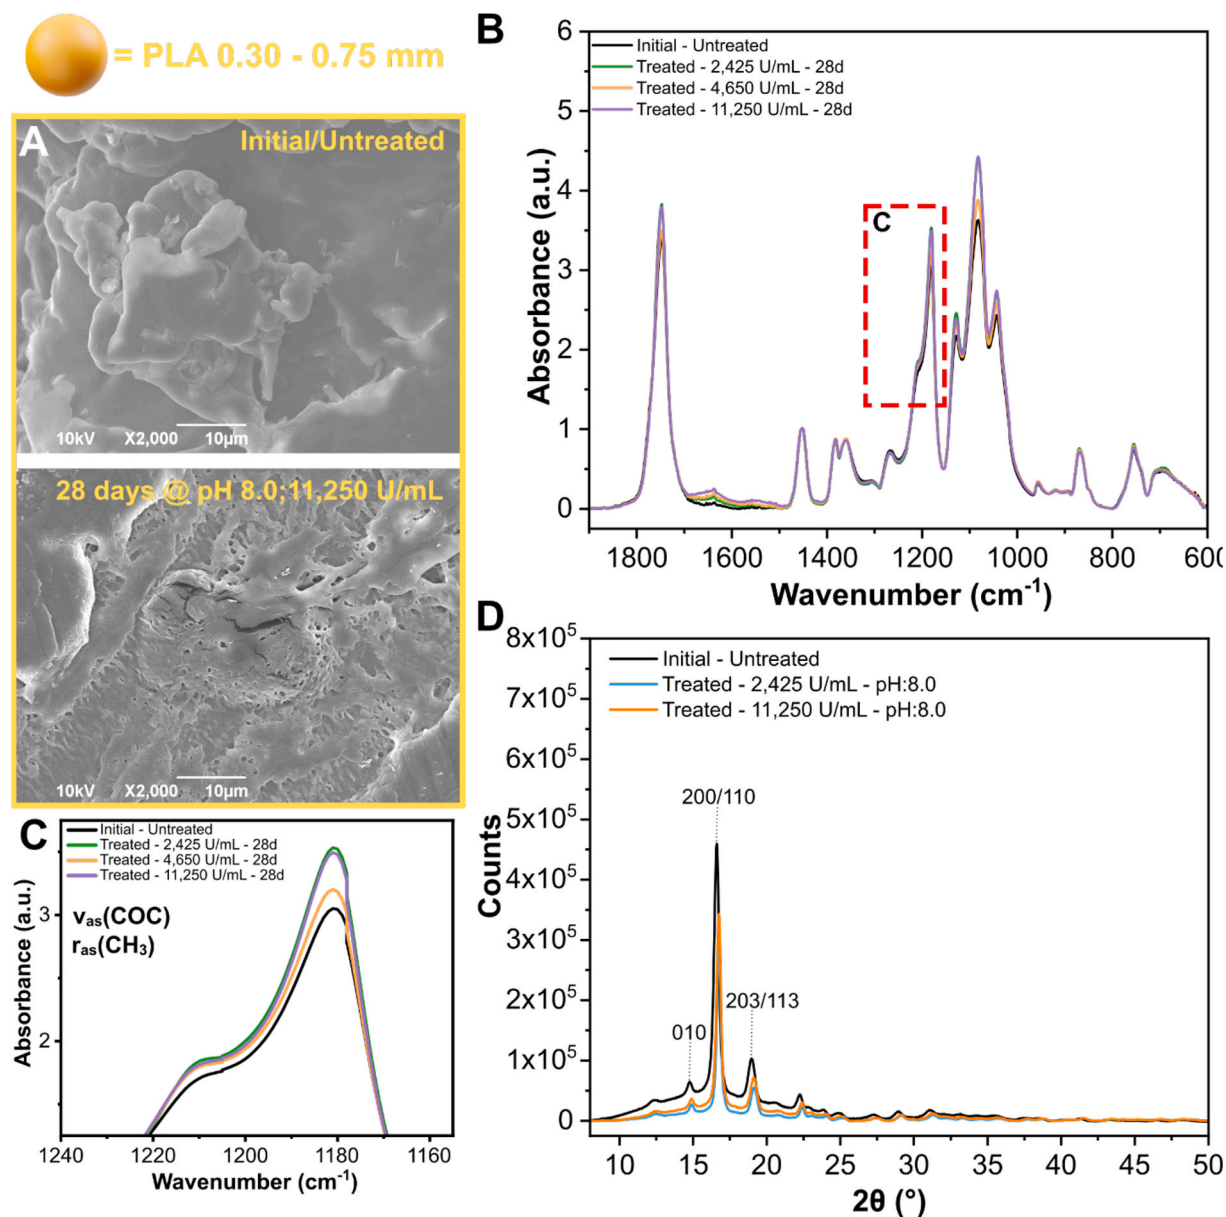 = PLA 0.30 - 0.75 mm
A
Initial/Untreated
10kV X2,000 10µm
28 days @ pH 8.0;11,250 U/mL
10kV X2,000 10µm
B
6
5
4
3
2
1
0
Absorbance (a.u.)
Initial - Untreated
Treated - 2,425 U/mL - 28d
Treated - 4,650 U/mL - 28d
Treated - 11,250 U/mL - 28d
C
1800 1600 1400 1200 1000 800 600
Wavenumber (cm⁻¹)
C
Initial - Untreated
Treated - 2,425 U/mL - 28d
Treated - 4,650 U/mL - 28d
Treated - 11,250 U/mL - 28d
vas(COC)
ras(CH₃)
3
2
Absorbance (a.u.)
1240 1220 1200 1180 1160
Wavenumber (cm⁻¹)
D
8x10⁵
7x10⁵
6x10⁵
5x10⁵
4x10⁵
3x10⁵
2x10⁵
1x10⁵
0
Counts
Initial - Untreated
Treated - 2,425 U/mL - pH:8.0
Treated - 11,250 U/mL - pH:8.0
200/110
203/113
010
10 15 20 25 30 35 40 45 50
2θ (°)